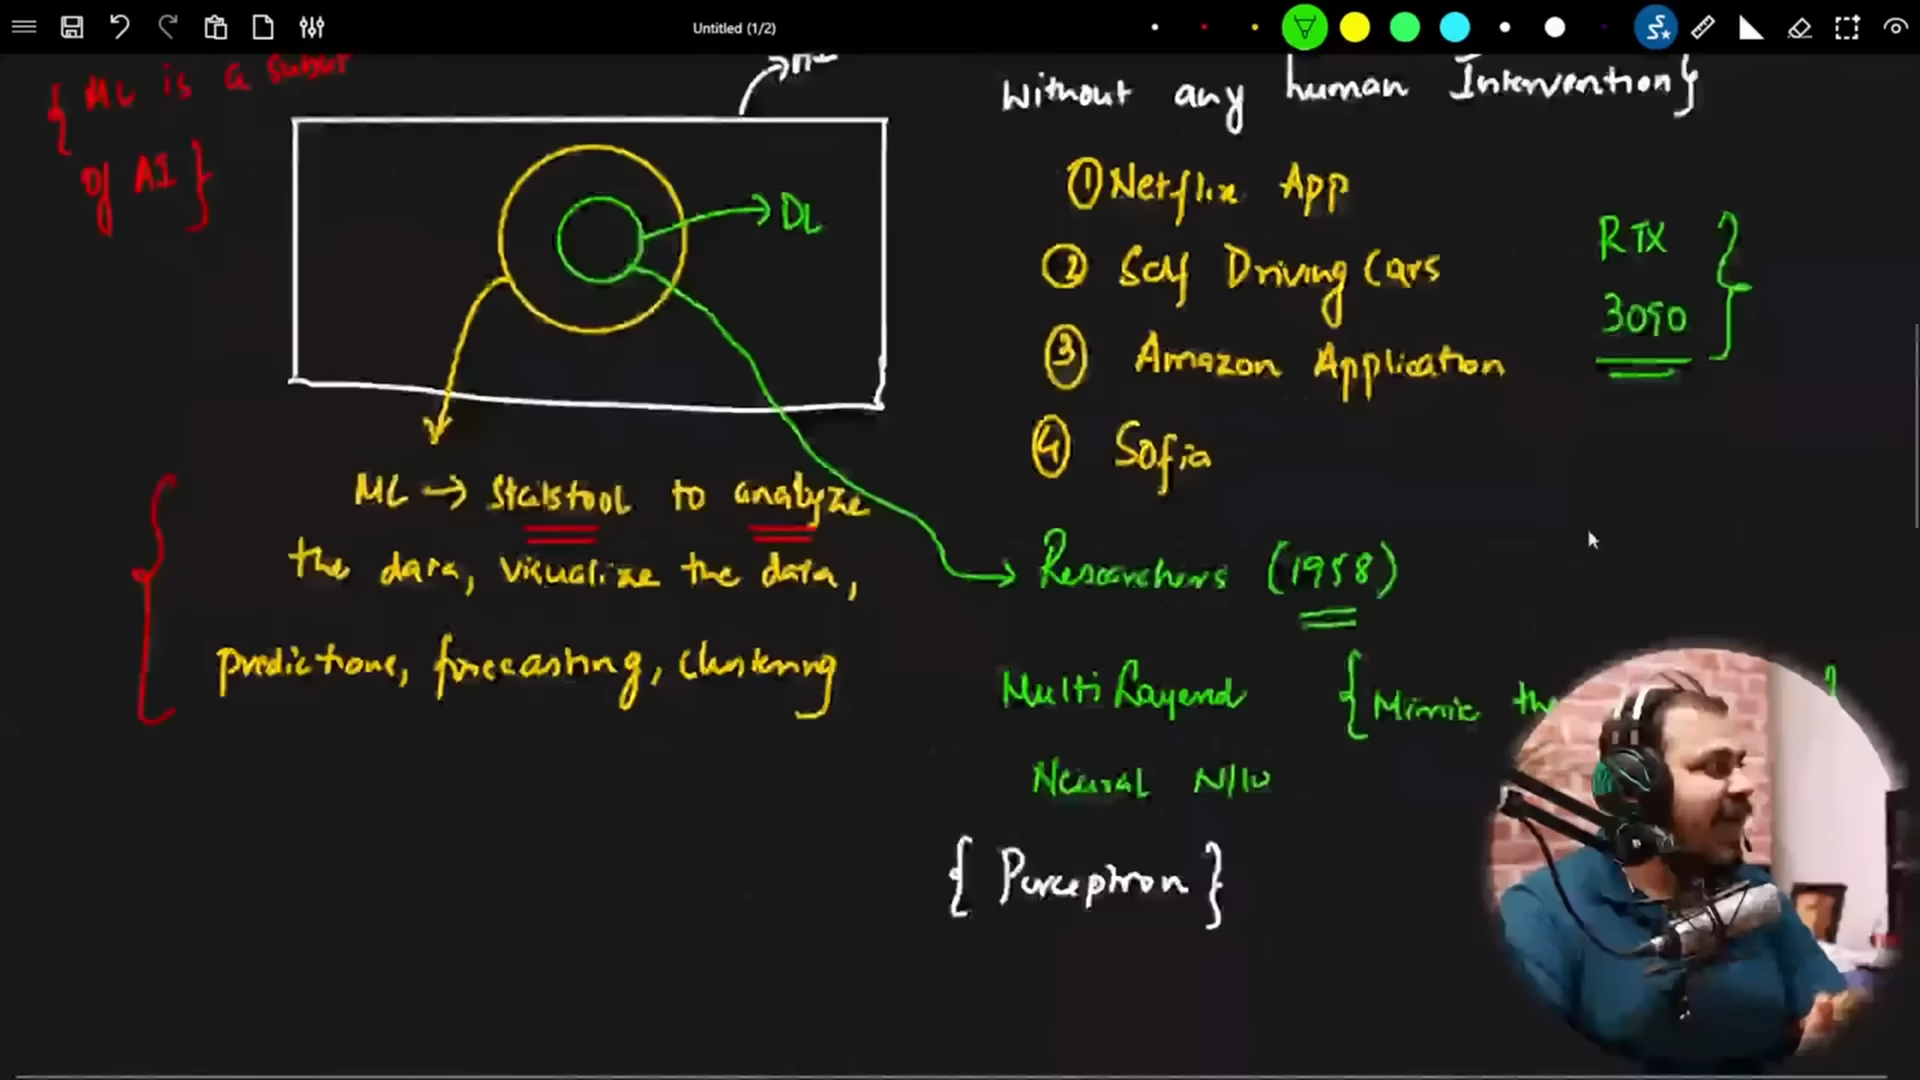 Untitled (1/2)
{ML is a subset
of AI}
DL
ML → Statstool to analyze
the data, visualize the data,
predictions, forecasting, clustering
Without any human Intervention}
① Netflix App
② Self Driving Cars
③ Amazon Application
④ Sofia
RTX
3090
Researchers (1958)
Multi Layered {Mimic the
Neural N/W
{Perceptron}